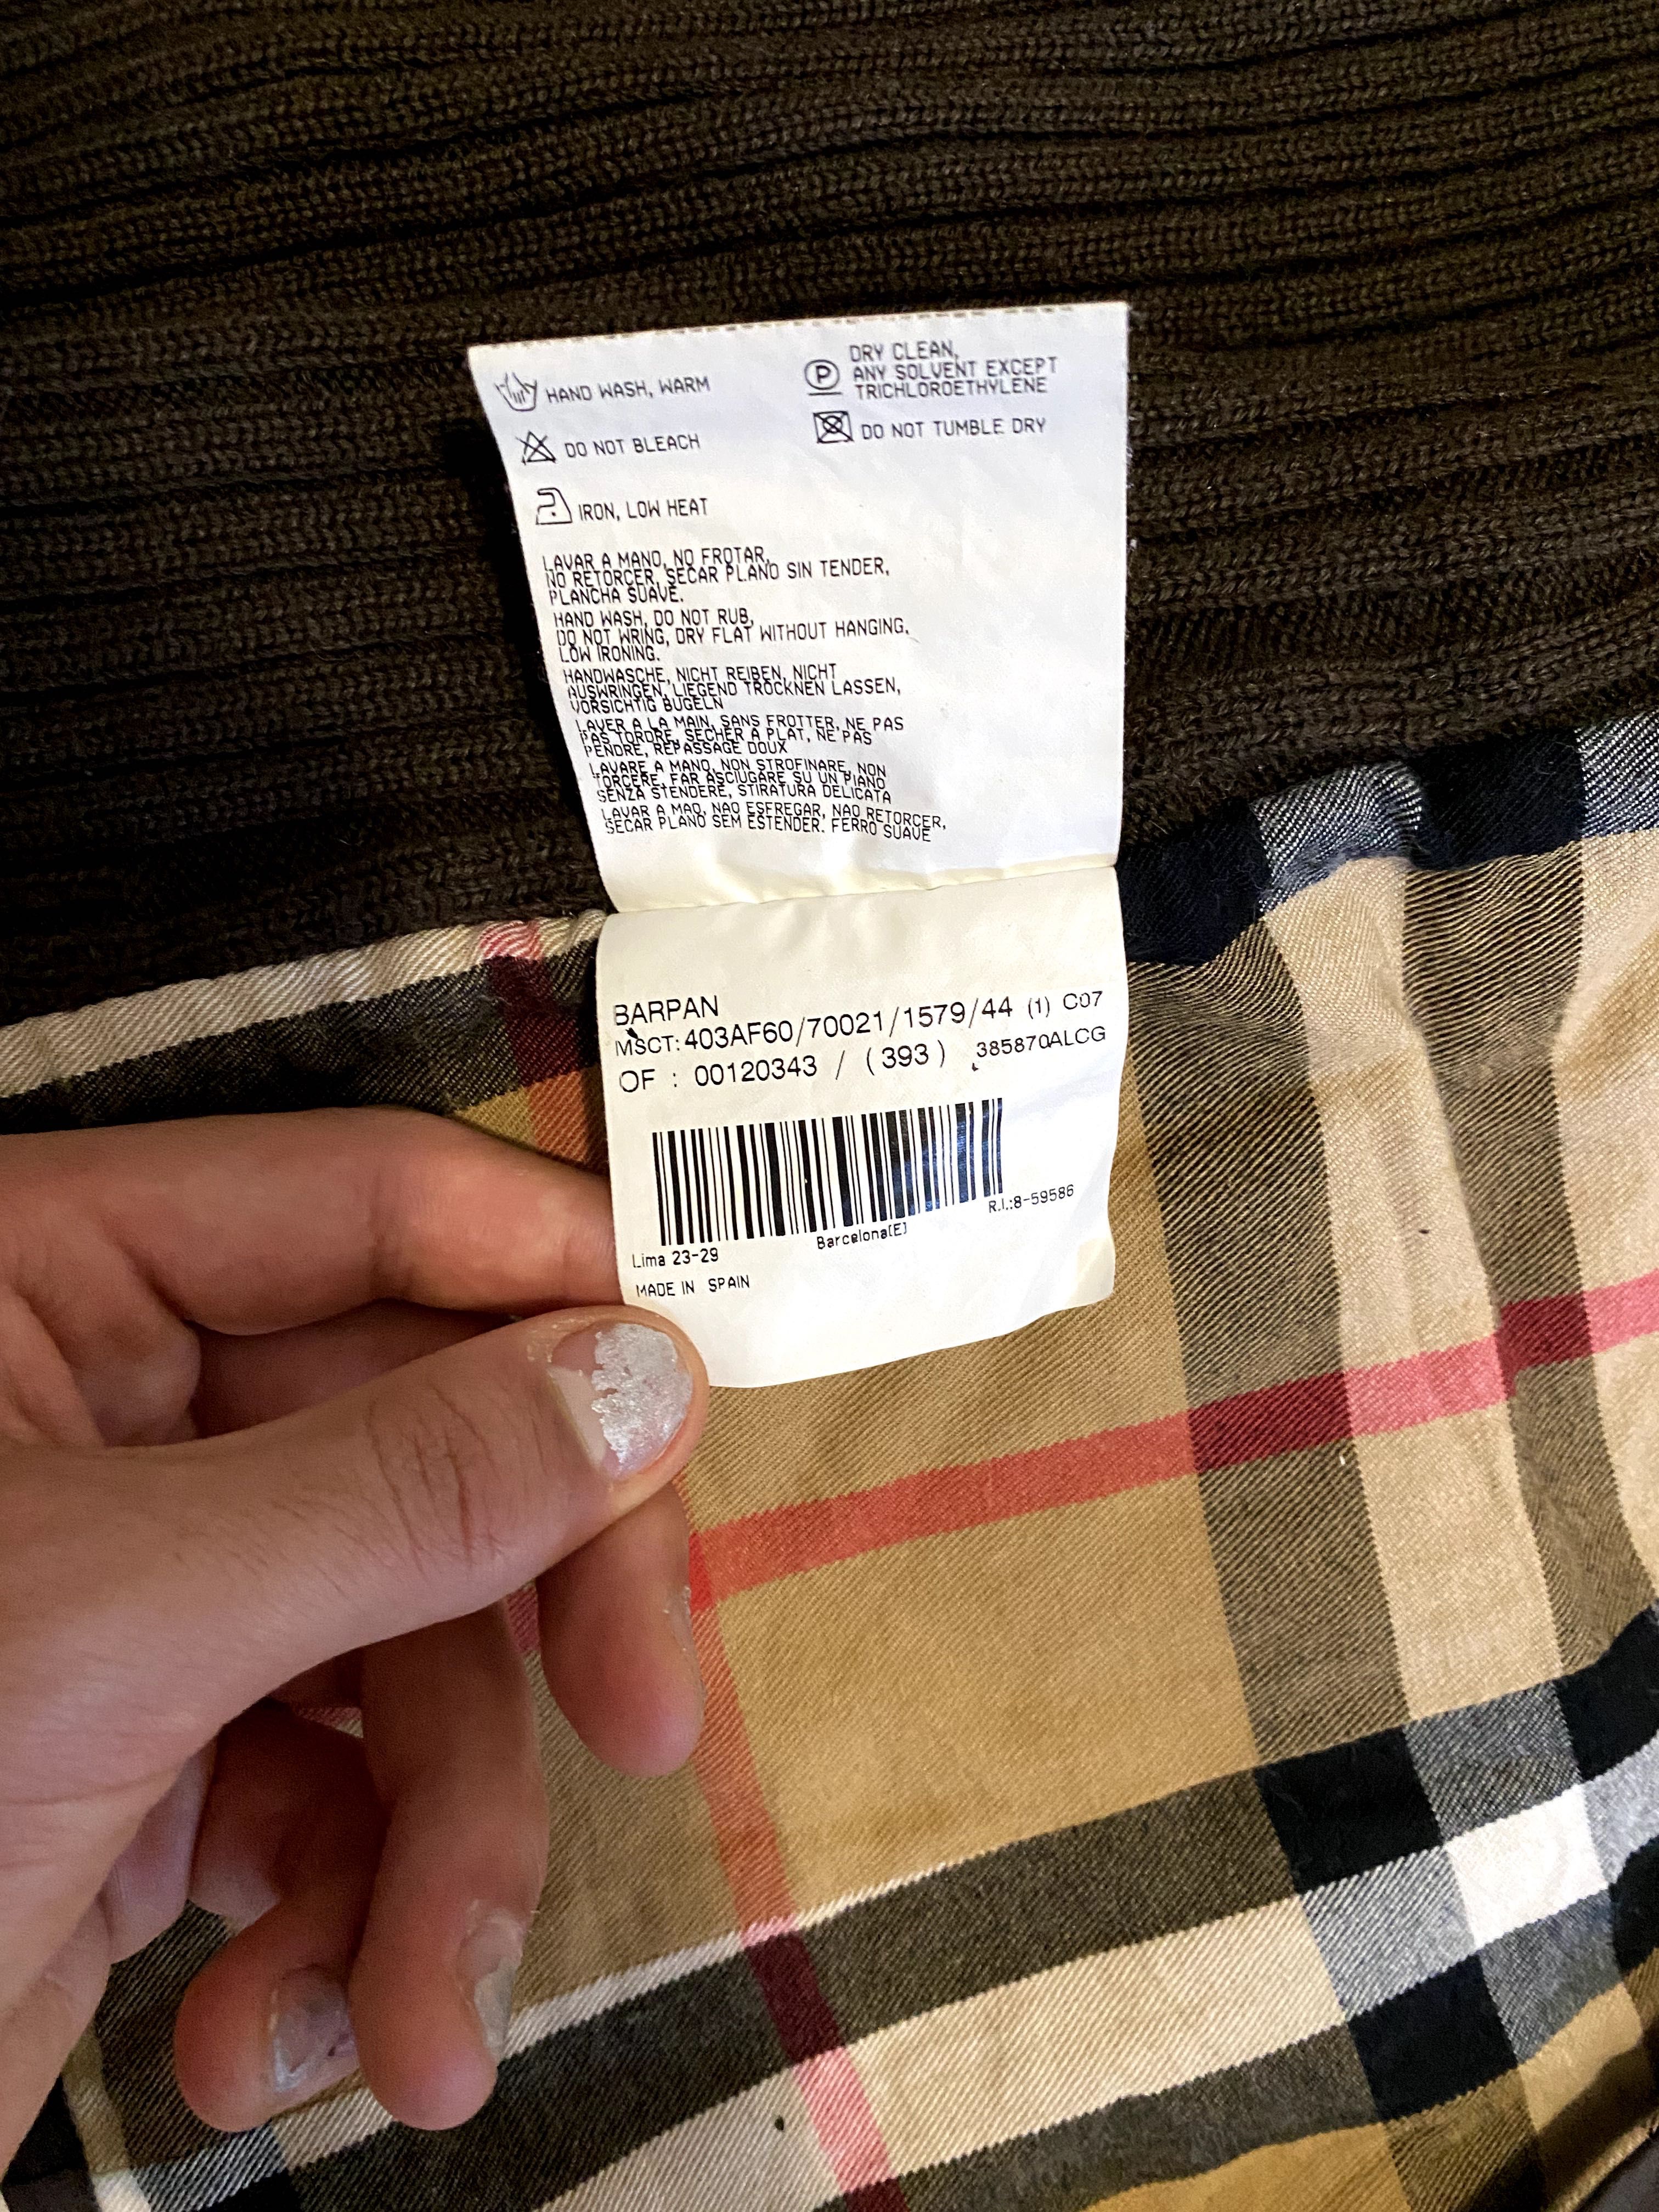 HAND WASH, WARM
DO NOT BLEACH
IRON, LOW HEAT
P
DRY CLEAN,
ANY SOLVENT EXCEPT
TRICHLOROETHYLENE
DO NOT TUMBLE DRY
LAVAR A MANO, NO FROTAR,
NO RETORCER, SECAR PLANO SIN TENDER,
PLANCHA SUAVE.
HAND WASH, DO NOT RUB,
DO NOT WRING, DRY FLAT WITHOUT HANGING,
LOW IRONING.
HANDWASCHE, NICHT REIBEN, NICHT
AUSWRINGEN, LIEGEND TROCKNEN LASSEN,
VORSICHTIG BUGELN
LAVER A LA MAIN, SANS FROTTER, NE PAS
PAS TORDRE, SECHER A PLAT, NE PAS
PENDRE, REPASSAGE DOUX
LAVARE A MANO, NON STROFINARE, NON
TORCERE, FAR ASCIUGARE SU UN PIANO
SENZA STENDERE, STIRATURA DELICATA
LAVAR A MAO, NAO ESFREGAR, NAO RETORCER,
SECAR PLANO SEM ESTENDER. FERRO SUAVE
BARPAN
MSCT: 403AF60/70021/1579/44 (1) C07
OF : 00120343 / (393) 385870ALCG
R.I.:8-59586
Lima 23-29 Barcelona(E)
MADE IN SPAIN